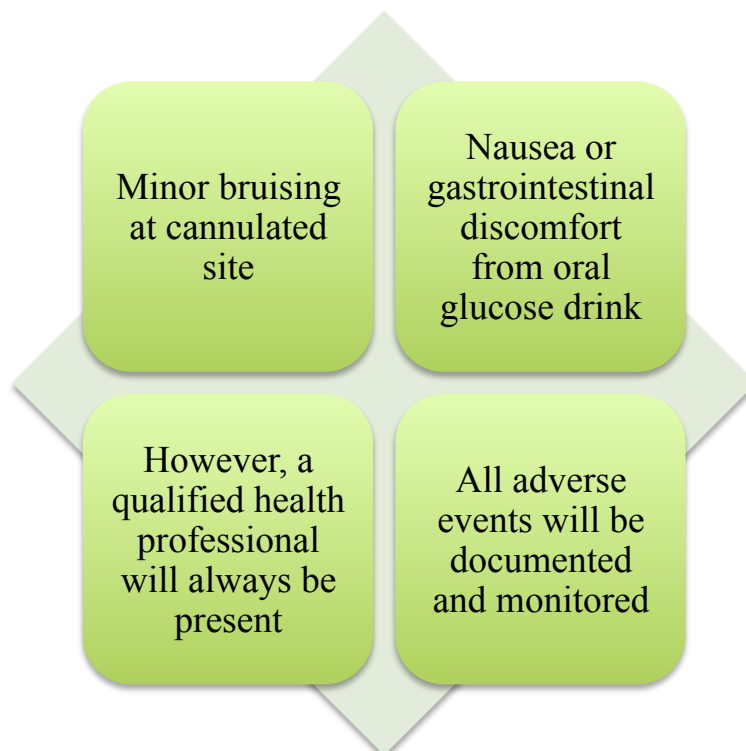 Minor bruising
at cannulated
site
Nausea or
gastrointestinal
discomfort
from oral
glucose drink
However, a
qualified health
professional
will always be
present
All adverse
events will be
documented
and monitored